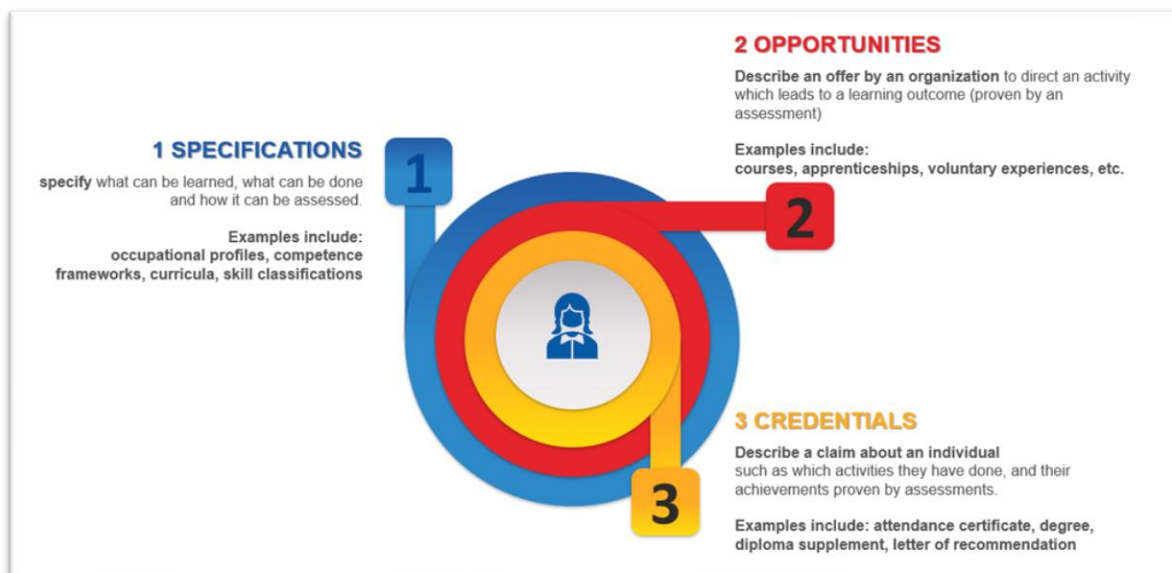 1 SPECIFICATIONS
specify what can be learned, what can be done
and how it can be assessed.
Examples include:
occupational profiles, competence
frameworks, curricula, skill classifications
1
2 OPPORTUNITIES
Describe an offer by an organization to direct an activity
which leads to a learning outcome (proven by an
assessment)
Examples include:
courses, apprenticeships, voluntary experiences, etc.
2
3 CREDENTIALS
Describe a claim about an individual
such as which activities they have done, and their
achievements proven by assessments.
Examples include: attendance certificate, degree,
diploma supplement, letter of recommendation
3